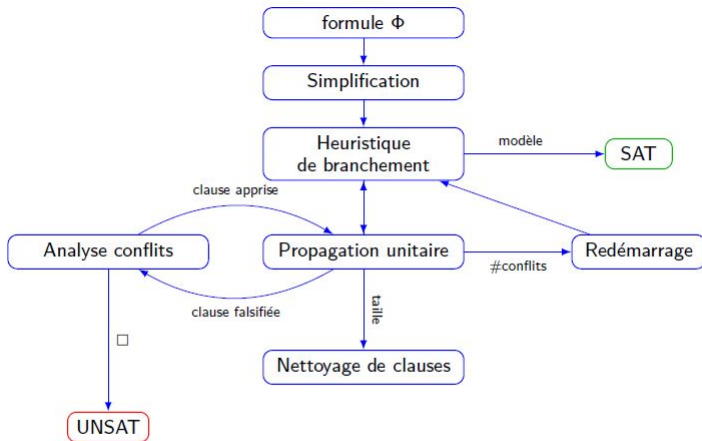 formule Φ
Simplification
Heuristique
de branchement
modèle
SAT
clause apprise
Analyse conflits
Propagation unitaire
Redémarrage
#conflits
clause falsifiée
taille
□
Nettoyage de clauses
UNSAT